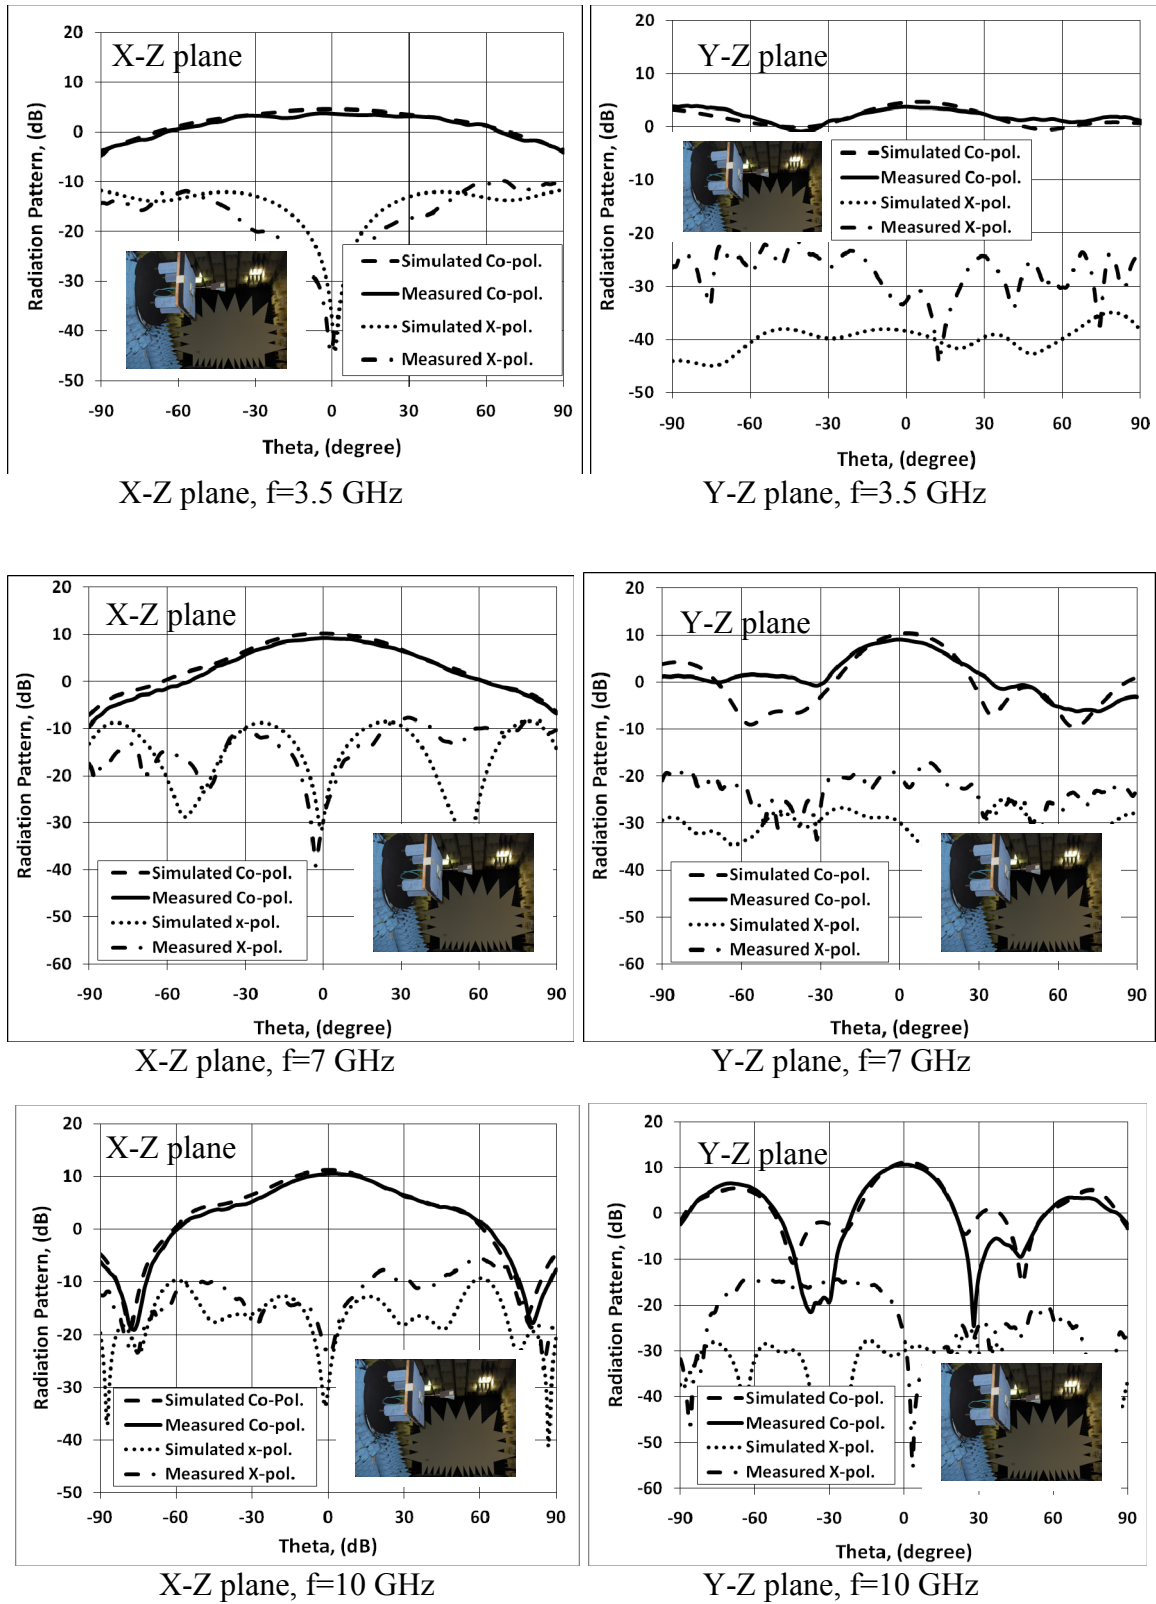 X-Z plane
20
10
0
-10
-20
-30
-40
-50
Radiation Pattern, (dB)
Simulated Co-pol.
Measured Co-pol.
Simulated X-pol.
Measured X-pol.
-90 -60 -30 0 30 60 90
Theta, (degree)
X-Z plane, f=3.5 GHz
Y-Z plane
20
10
0
-10
-20
-30
-40
-50
Radiation Pattern, (dB)
Simulated Co-pol.
Measured Co-pol.
Simulated X-pol.
Measured X-pol.
-90 -60 -30 0 30 60 90
Theta, (degree)
Y-Z plane, f=3.5 GHz
X-Z plane
20
10
0
-10
-20
-30
-40
-50
-60
Radiation Pattern, (dB)
Simulated Co-pol.
Measured Co-pol.
Simulated x-pol.
Measured X-pol.
-90 -60 -30 0 30 60 90
Theta, (degree)
X-Z plane, f=7 GHz
Y-Z plane
20
10
0
-10
-20
-30
-40
-50
-60
Radiation Pattern, (dB)
Simulated Co-pol.
Measured Co-pol.
Simulated X-pol.
Measured X-pol.
-90 -60 -30 0 30 60 90
Theta, (degree)
Y-Z plane, f=7 GHz
X-Z plane
20
10
0
-10
-20
-30
-40
-50
Radiation Pattern, (dB)
Simulated Co-Pol.
Measured Co-pol.
Simulated x-pol.
Measured X-pol.
-90 -60 -30 0 30 60 90
Theta, (dB)
X-Z plane, f=10 GHz
Y-Z plane
20
10
0
-10
-20
-30
-40
-50
-60
Radiation Pattern, (dB)
Simulated Co-pol.
Measured Co-pol.
Simulated X-pol.
Measured X-pol.
-90 -60 -30 0 30 60 90
Theta, (degree)
Y-Z plane, f=10 GHz